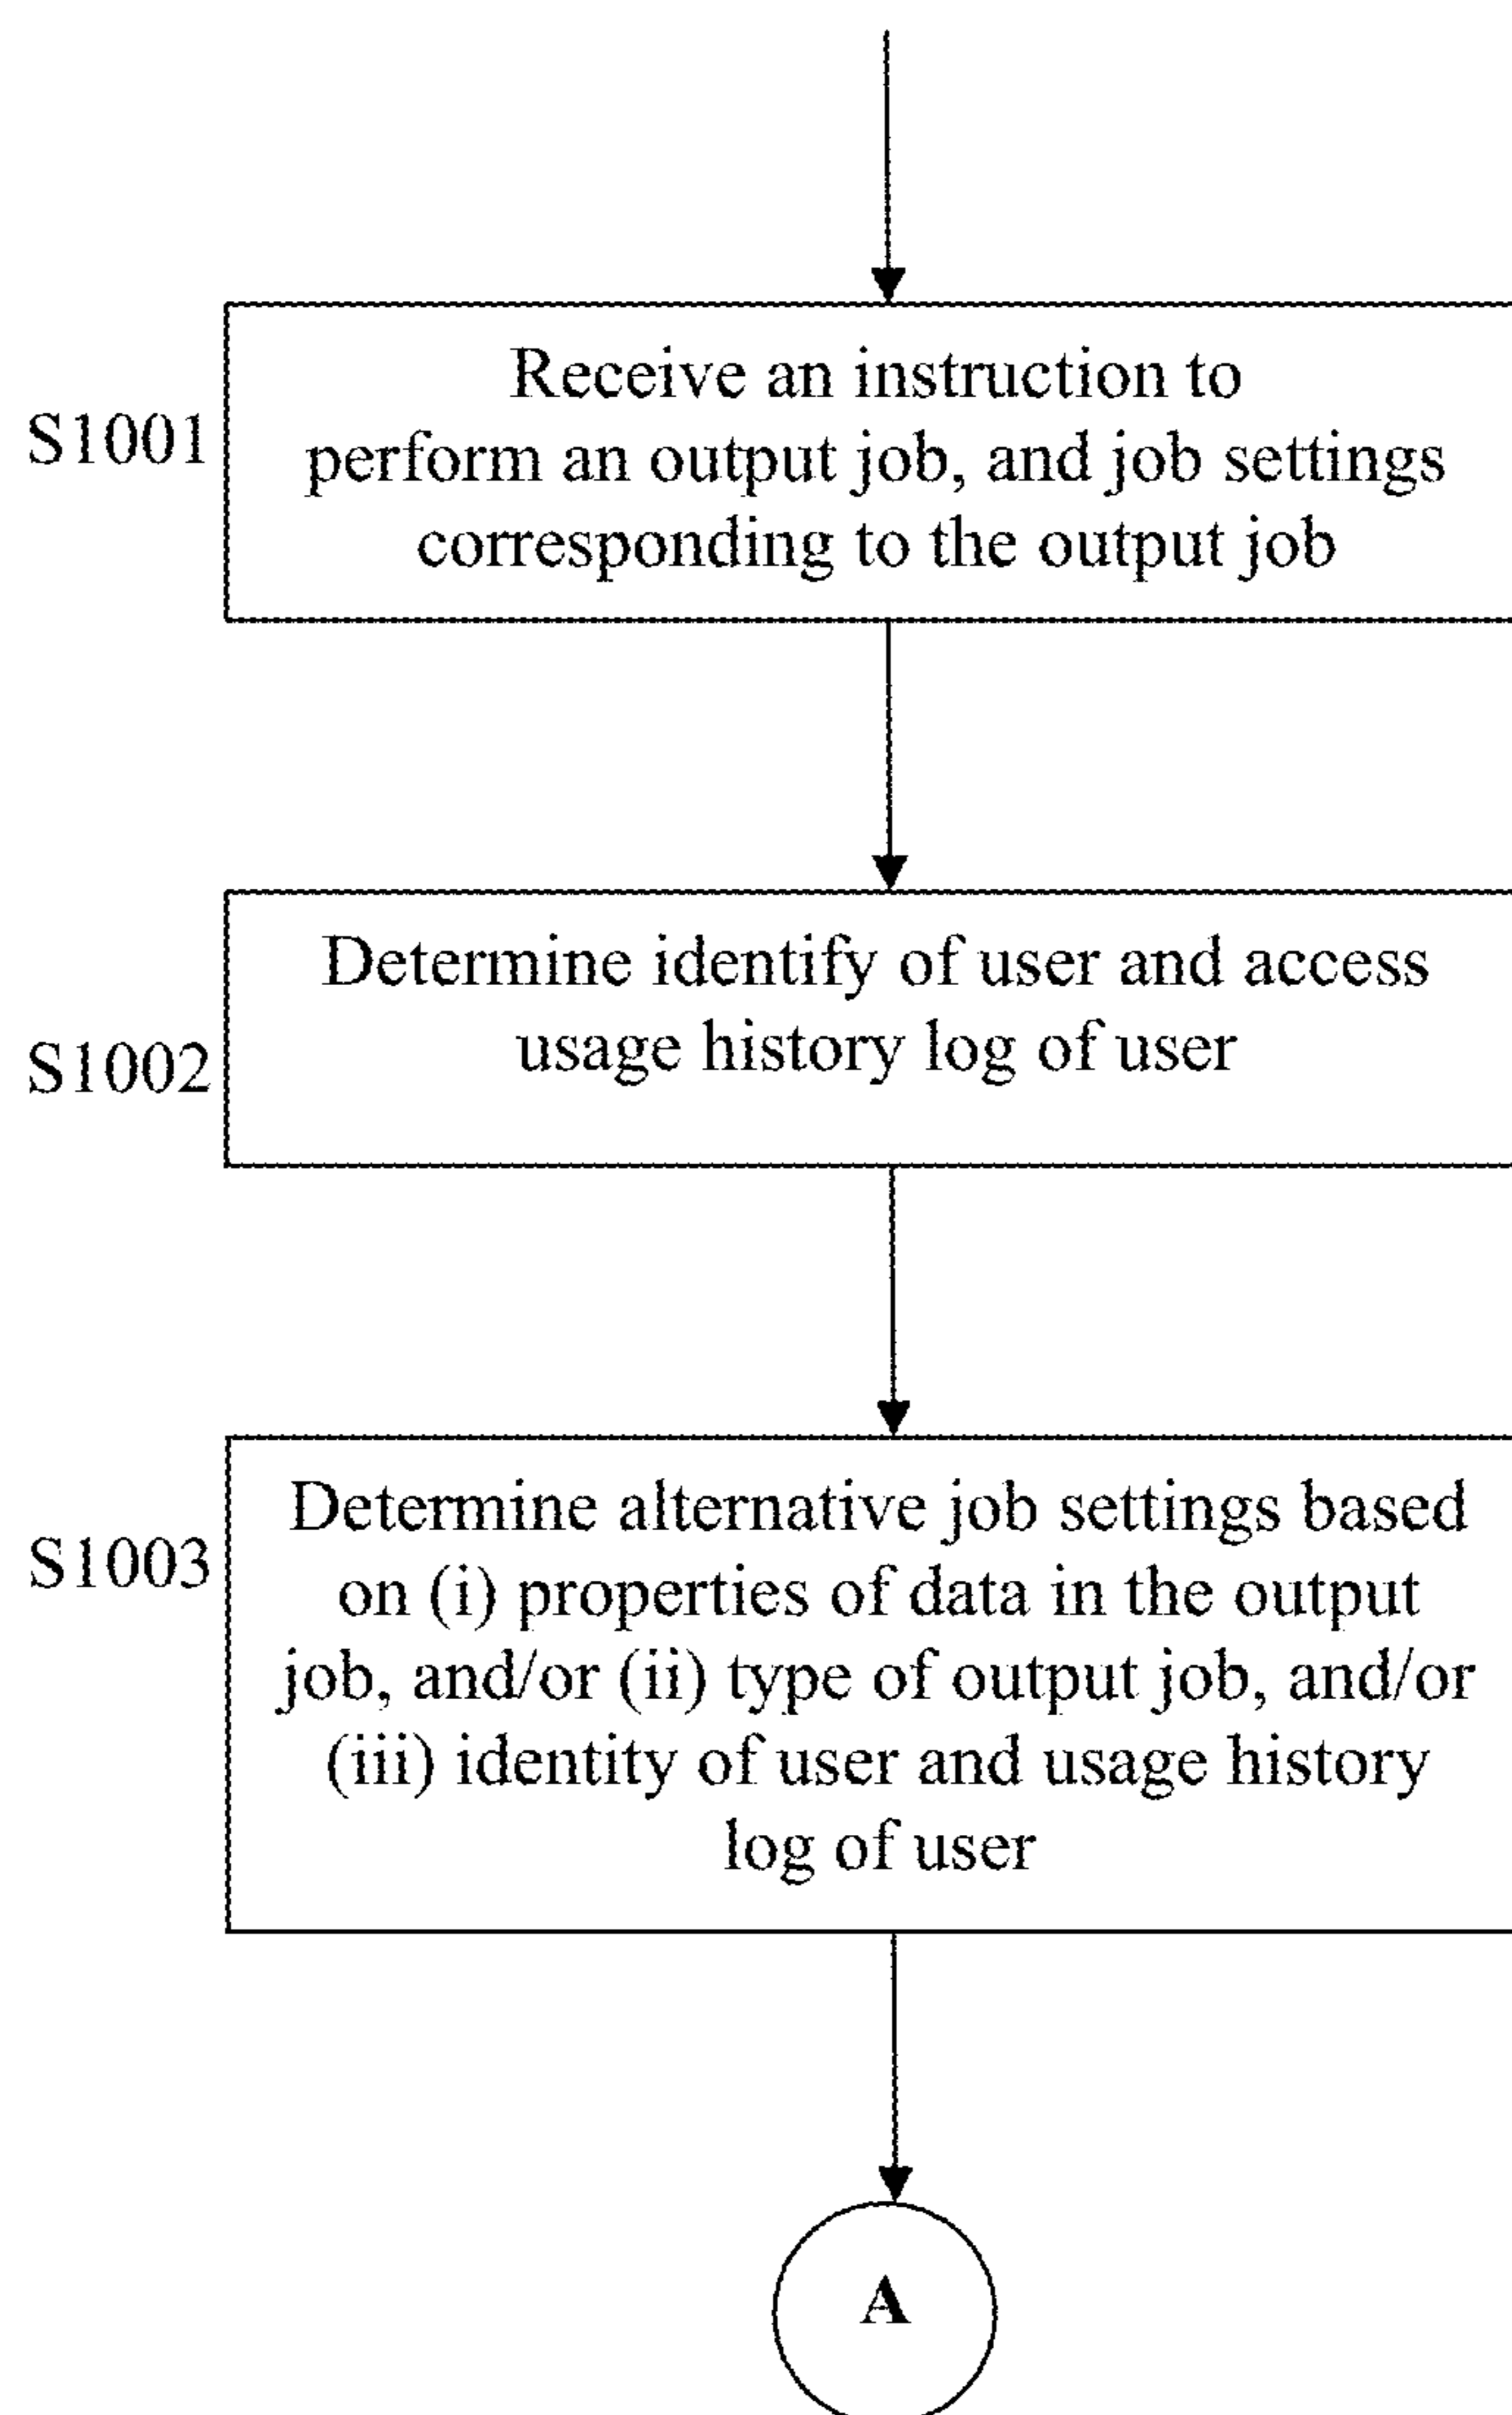 Receive an instruction to
S1001
perform an output job, and job settings
corresponding to the output job
Determine identify of user and access
usage history log of user
S1002
Determine alternative job settings based
S1003
on (i) properties of data in the output
job, and/or (ii) type of output job, and/or
(iii) identity of user and usage history
log of user
A